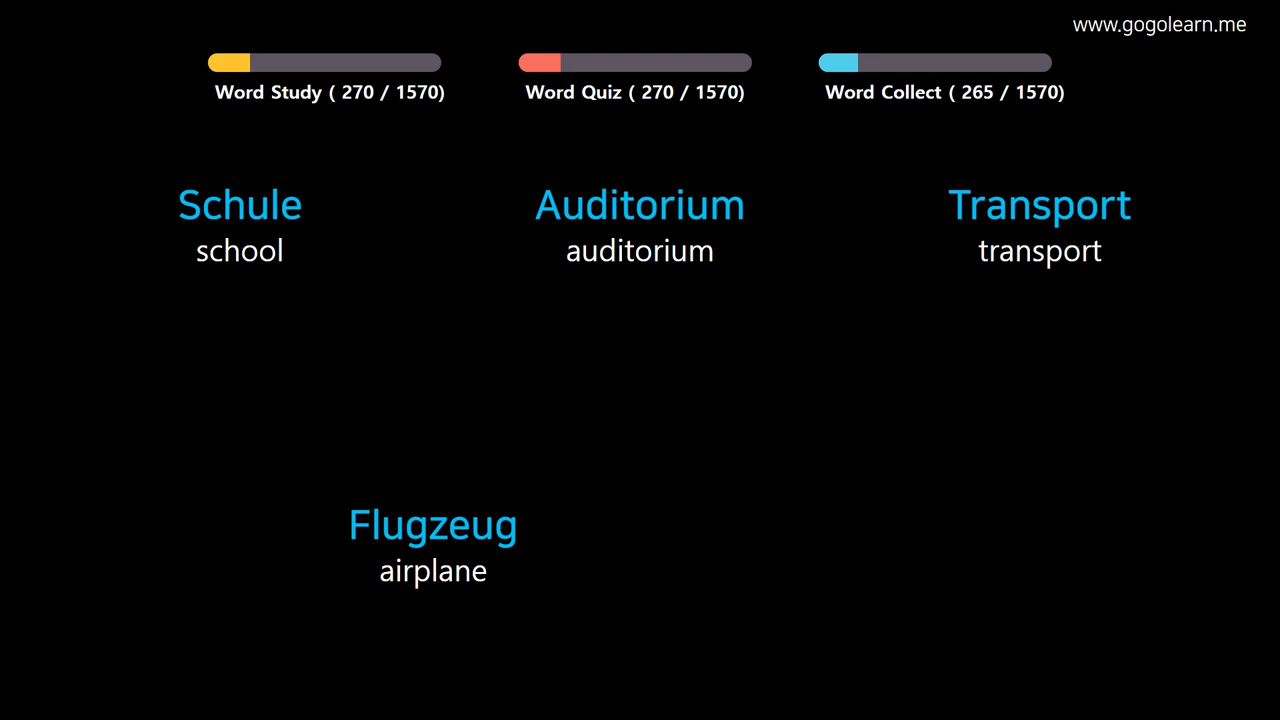 www.gogolearn.me
Word Study ( 270 / 1570)
Word Quiz ( 270 / 1570)
Word Collect ( 265 / 1570)
Schule
school
Auditorium
auditorium
Transport
transport
Flugzeug
airplane